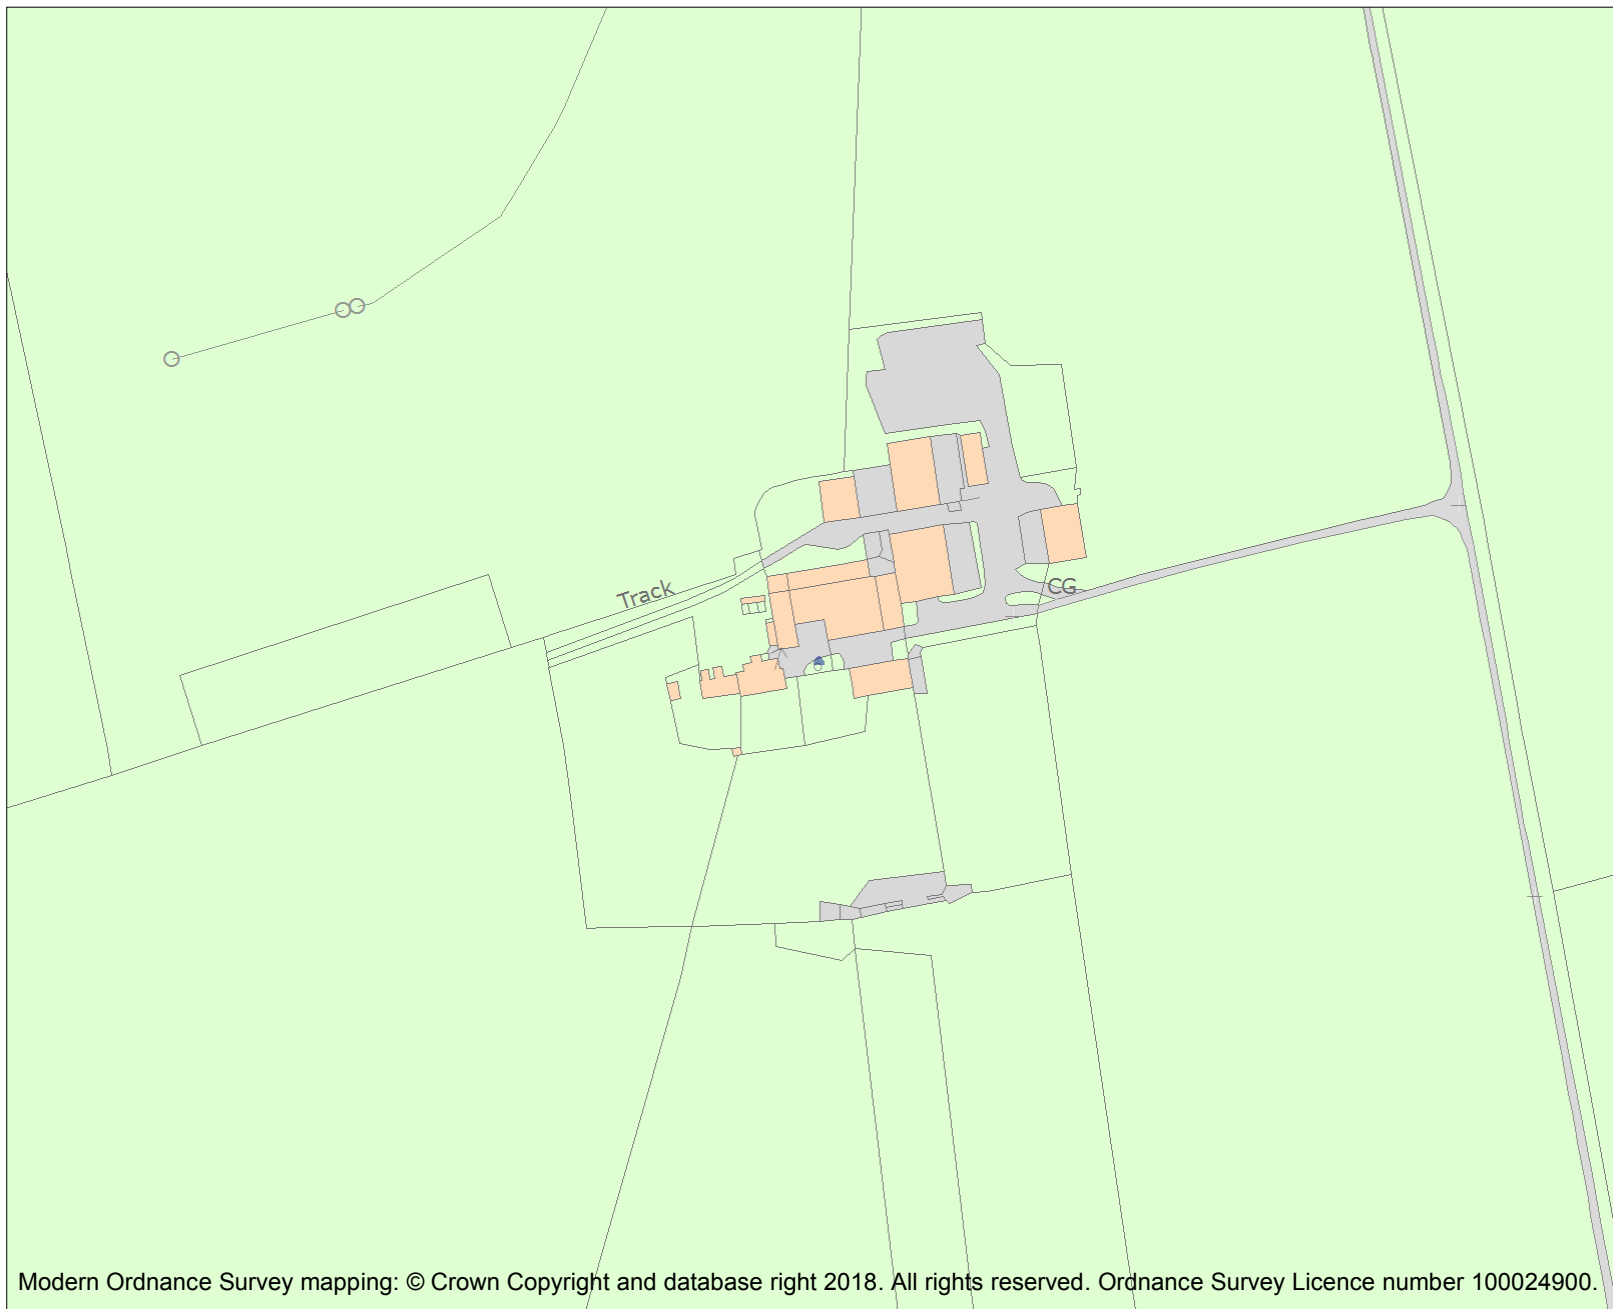 Track
CG
Modern Ordnance Survey mapping: © Crown Copyright and database right 2018. All rights reserved. Ordnance Survey Licence number 100024900.